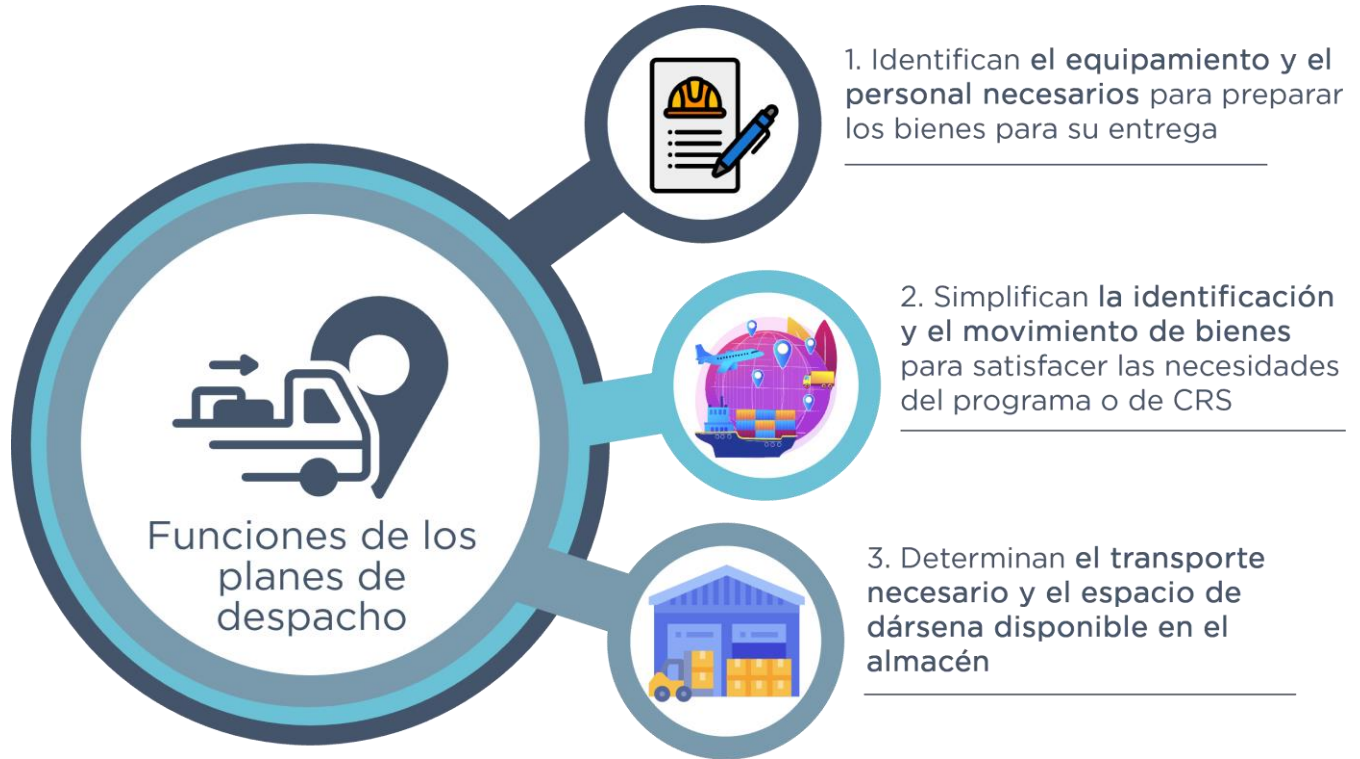 Funciones de los
planes de
despacho
1. Identifican el equipamiento y el
personal necesarios para preparar
los bienes para su entrega
2. Simplifican la identificación
y el movimiento de bienes
para satisfacer las necesidades
del programa o de CRS
3. Determinan el transporte
necesario y el espacio de
dársena disponible en el
almacén